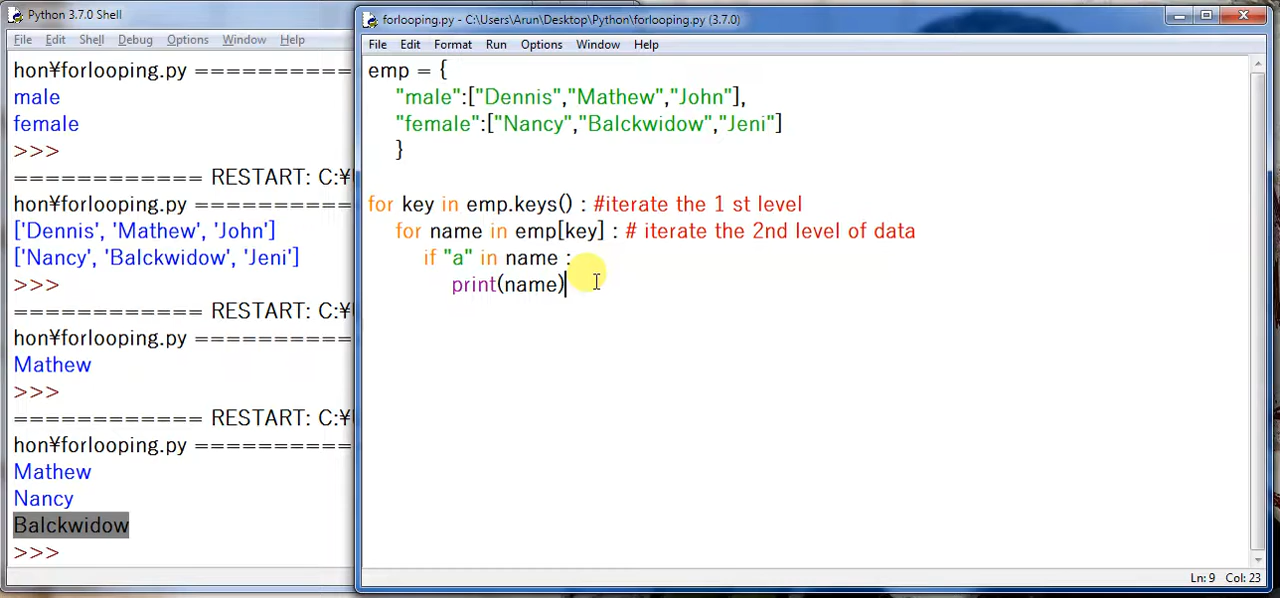 Python 3.7.0 Shell
File Edit Shell Debug Options Window Help
hon¥forlooping.py ===========
male
female
>>>
============ RESTART: C:¥
hon¥forlooping.py ===========
['Dennis', 'Mathew', 'John']
['Nancy', 'Balckwidow', 'Jeni']
>>>
============ RESTART: C:¥
hon¥forlooping.py ===========
Mathew
>>>
============ RESTART: C:¥
hon¥forlooping.py ===========
Mathew
Nancy
Balckwidow
>>>
forlooping.py - C:\Users\Arun\Desktop\Python\forlooping.py (3.7.0)
File Edit Format Run Options Window Help
emp = {
"male":["Dennis","Mathew","John"],
"female":["Nancy","Balckwidow","Jeni"]
}
for key in emp.keys() : #iterate the 1 st level
for name in emp[key] : # iterate the 2nd level of data
if "a" in name :
print(name)
Ln: 9 Col: 23